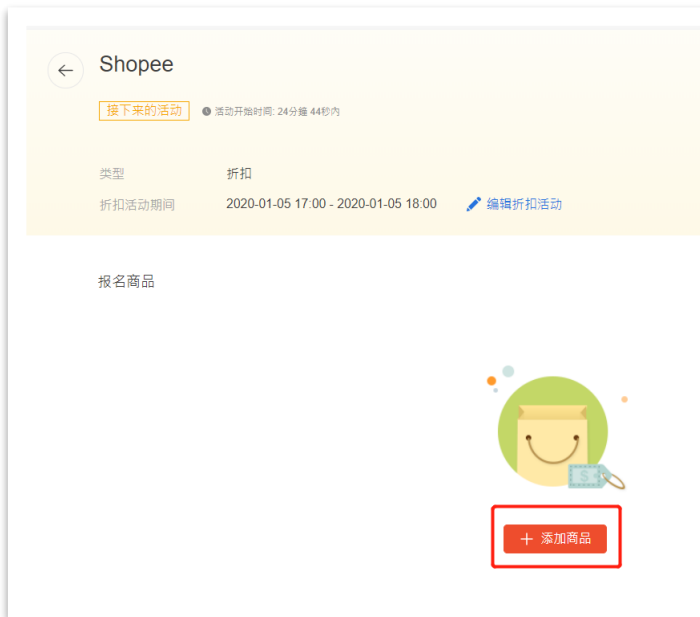 Shopee
接下来的活动 活动开始时间: 24分鐘 44秒內
类型 折扣
折扣活动期间 2020-01-05 17:00 - 2020-01-05 18:00 编辑折扣活动
报名商品
$
+ 添加商品